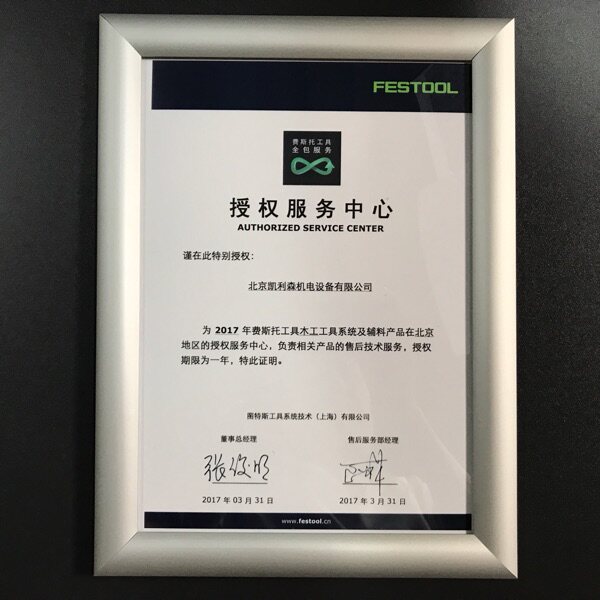 FESTOOL
费斯托工具
全包服务
授权服务中心
AUTHORIZED SERVICE CENTER
谨在此特别授权：
北京凯利森机电设备有限公司
为 2017 年费斯托工具木工工具系统及辅料产品在北京
地区的授权服务中心，负责相关产品的售后技术服务，授权
期限为一年，特此证明。
图特斯工具系统技术（上海）有限公司
董事总经理 售后服务部经理
张俊明
2017 年 03 月 31 日 2017 年 3 月 31 日
www.festool.cn